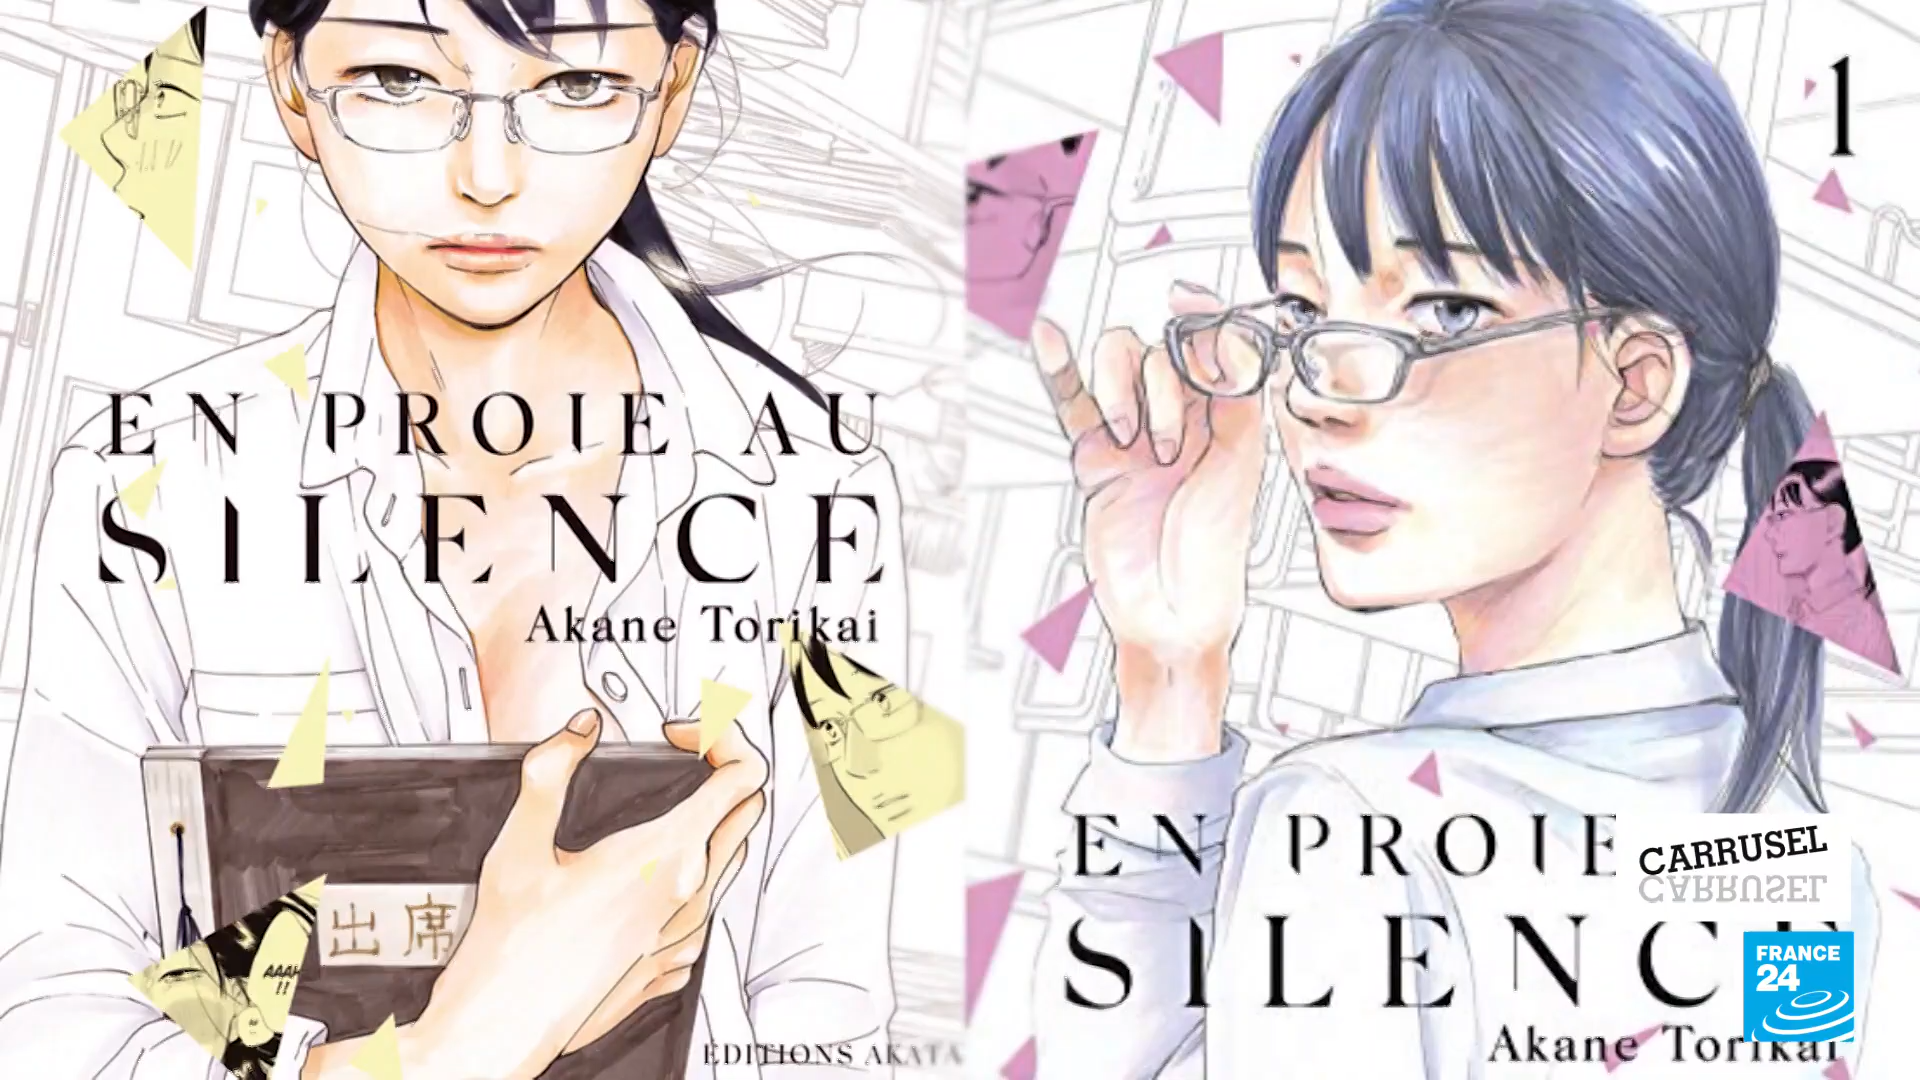 EN PROIE AU
SILENCE
Akane Torikai
出席
AAAH
!!
EDITIONS AKATA
1
EN PROIE
SILENCE
Akane Torikai
CARRUSEL
FRANCE
24